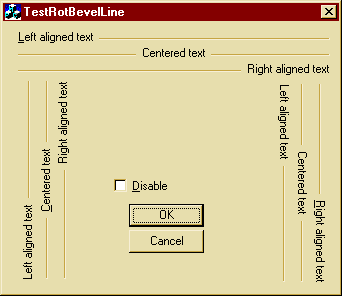 TestRotBevelLine
Left aligned text
Centered text
Right aligned text
Left aligned text
Centered text
Right aligned text
Left aligned text
Centered text
Right aligned text
Disable
OK
Cancel